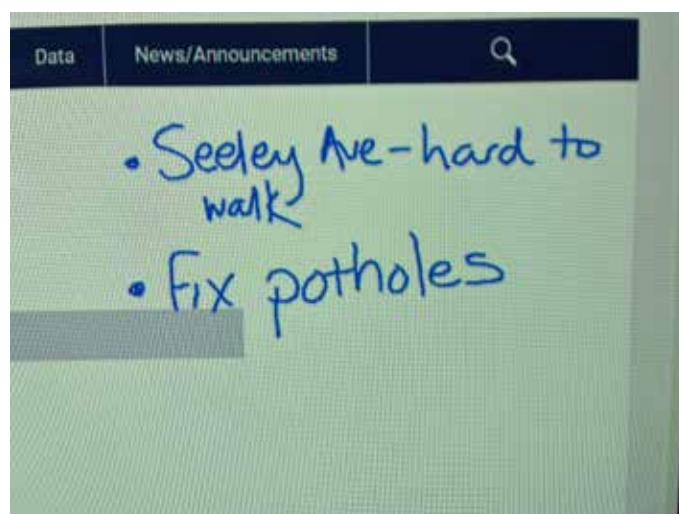 Data News/Announcements
• Seeley Ave - hard to
walk
• Fix potholes